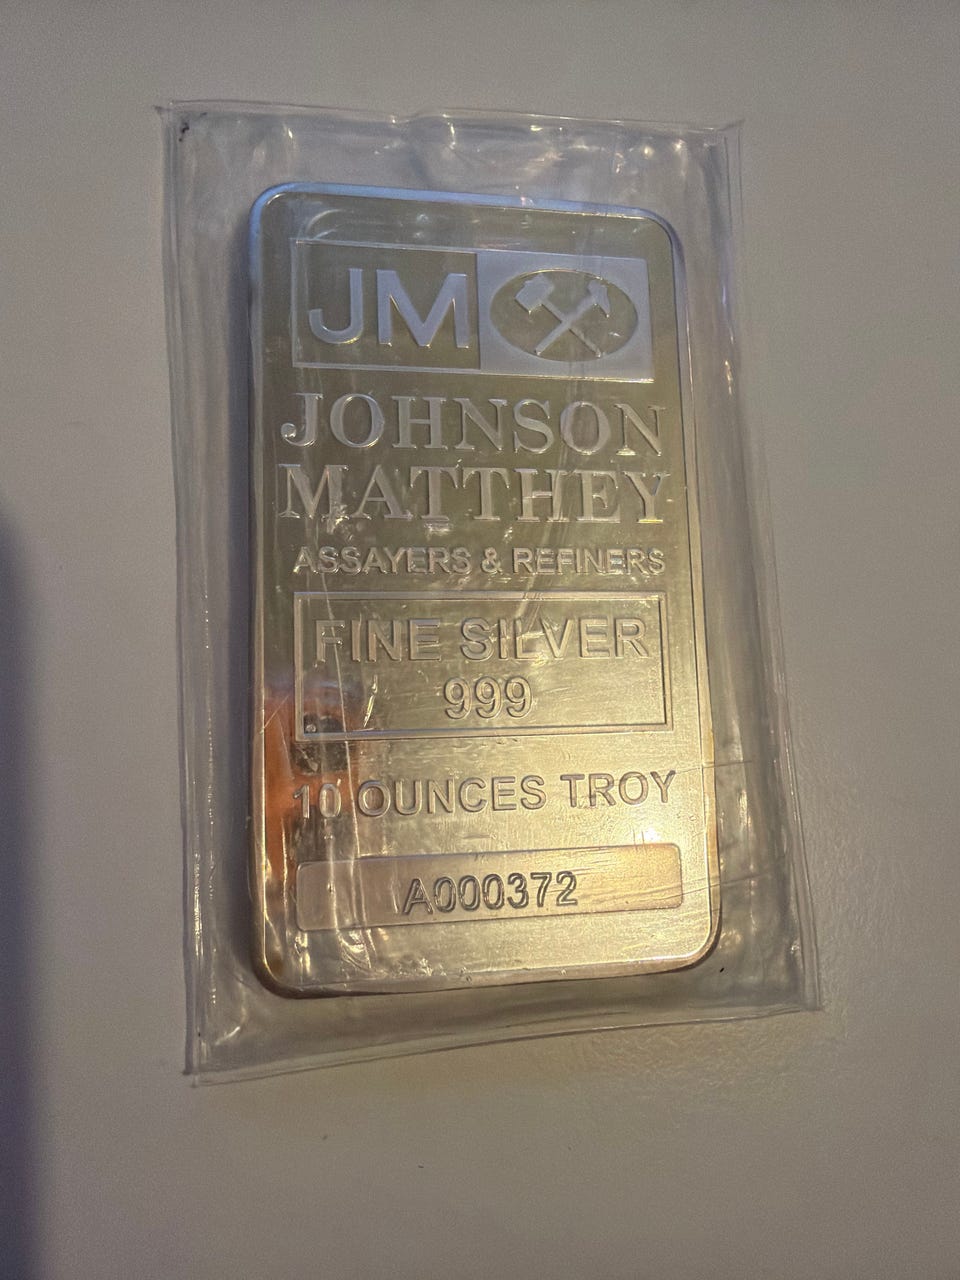 JM
JOHNSON
MATTHEY
ASSAYERS & REFINERS
FINE SILVER
999
10 OUNCES TROY
A000372